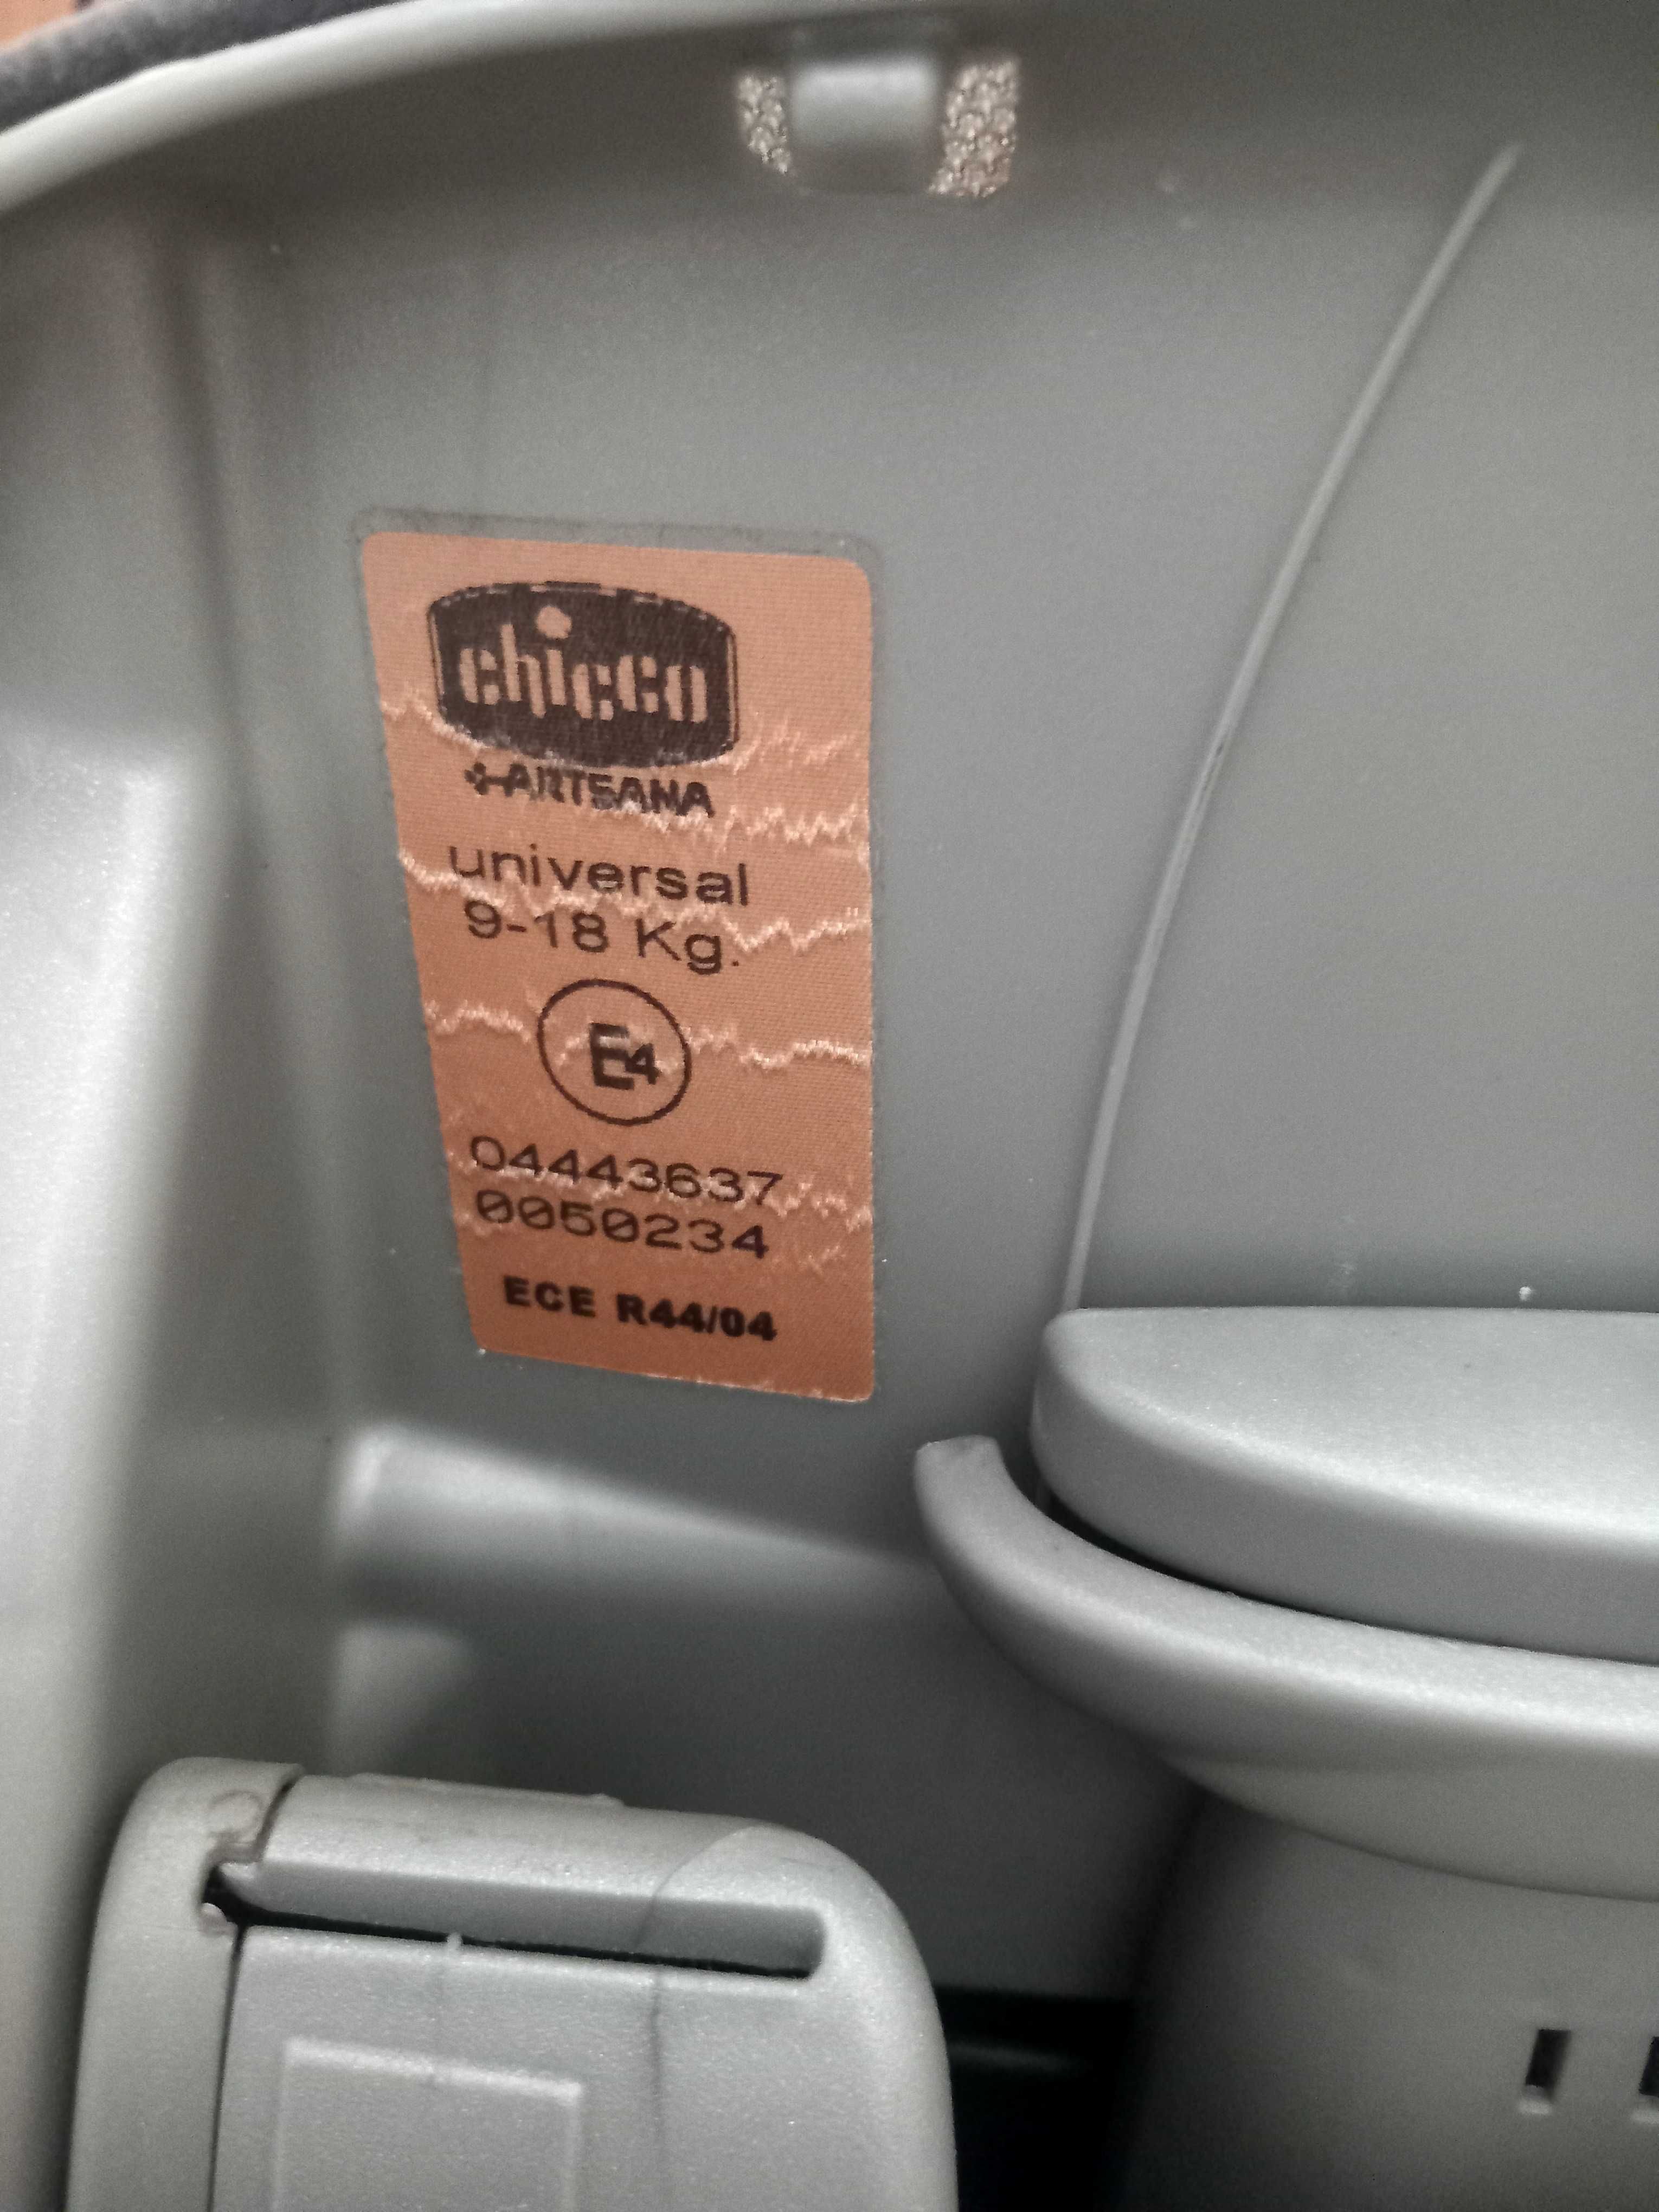 chicco
ARTSANA
universal
9-18 Kg.
E4
04443637
0050234
ECE R44/04